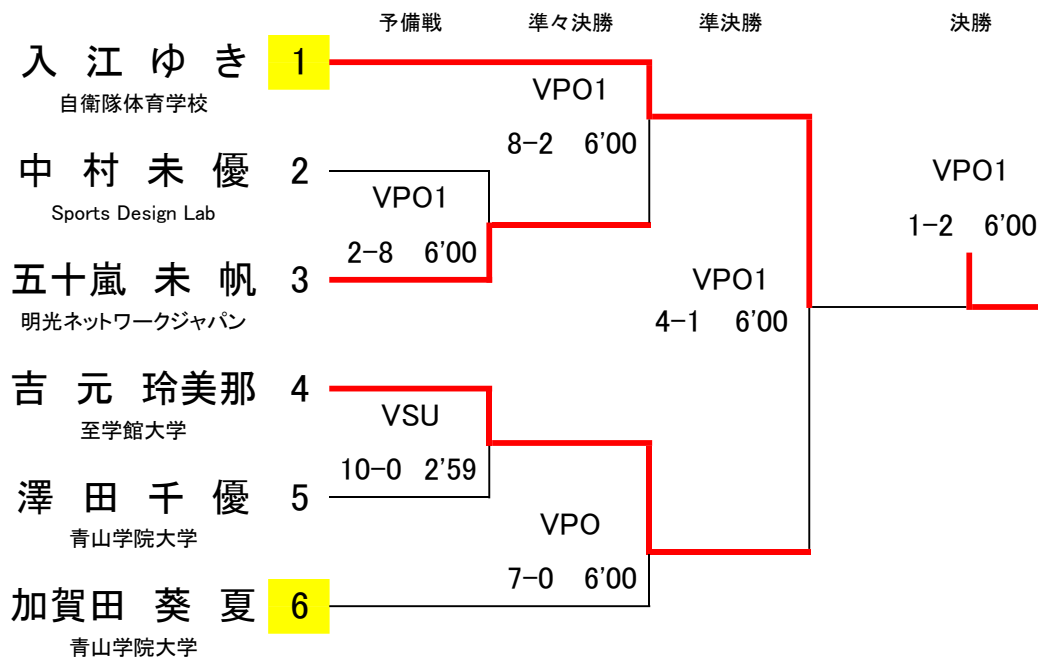 予備戦 準々決勝 準決勝 決勝
入 江 ゆ き 1
自衛隊体育学校
VPO1
8-2 6'00
中 村 未 優 2
Sports Design Lab
VPO1
2-8 6'00
VPO1
1-2 6'00
五十嵐 未 帆 3
明光ネットワークジャパン
VPO1
4-1 6'00
吉 元 玲美那 4
至学館大学
VSU
10-0 2'59
澤 田 千 優 5
青山学院大学
VPO
7-0 6'00
加賀田 葵 夏 6
青山学院大学